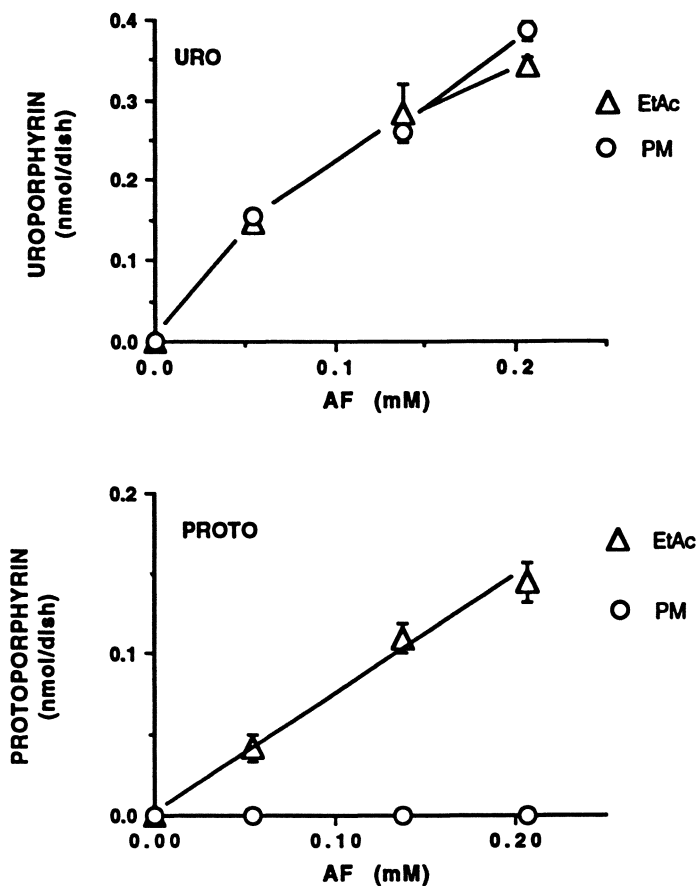 0.4
URO
0.3
EtAc
PM
0.2
UROPORPHYRIN
(nmol/dish)
0.1
0.0
0.0 0.1 0.2
AF (mM)
0.2
PROTO
EtAc
PM
0.1
PROTOPORPHYRIN
(nmol/dish)
0.0
0.00 0.10 0.20
AF (mM)